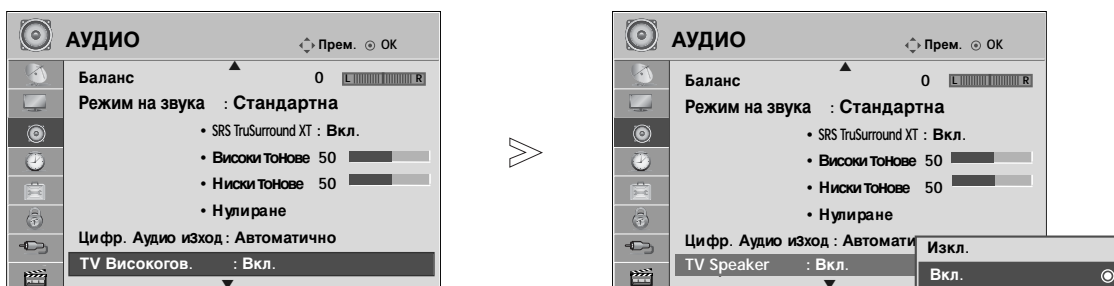 АУДИО
Прем. OK
Баланс 0 L R
Режим на звука : Стандартна
• SRS TruSurround XT : Вкл.
• Високи тоНове 50
• Ниски тоНове 50
• Нулиране
Цифр. Аудио иЗход : Автоматично
TV Високогов. : Вкл.
АУДИО
Прем. OK
Баланс 0 L R
Режим на звука : Стандартна
• SRS TruSurround XT : Вкл.
• Високи тоНове 50
• Ниски тоНове 50
• Нулиране
Цифр. Аудио иЗход : Автомати
TV Speaker : Вкл.
Изкл.
Вкл.